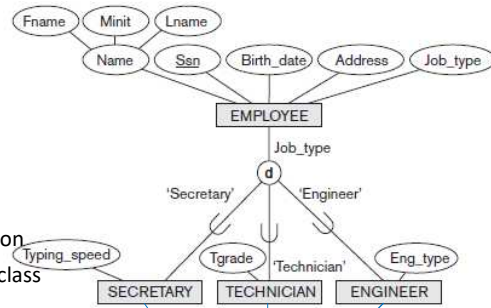 Fname Minit Lname
Name Ssn Birth_date Address Job_type
EMPLOYEE
Job_type
d
'Secretary' 'Engineer'
on
Typing_speed Tgrade 'Technician' Eng_type
class
SECRETARY TECHNICIAN ENGINEER